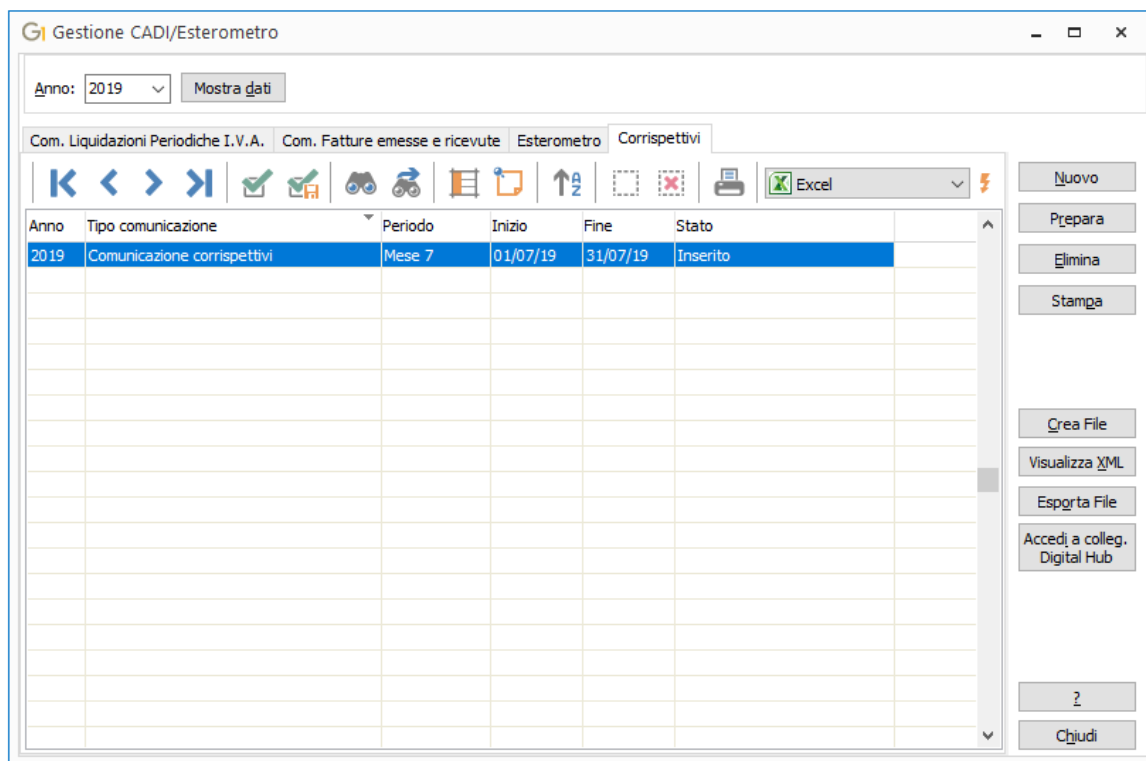 G1 Gestione CADI/Esterometro
Anno: 2019 Mostra dati
Com. Liquidazioni Periodiche I.V.A. Com. Fatture emesse e ricevute Esterometro Corrispettivi
Excel
Anno Tipo comunicazione Periodo Inizio Fine Stato
2019 Comunicazione corrispettivi Mese 7 01/07/19 31/07/19 Inserito
Nuovo
Prepara
Elimina
Stampa
Crea File
Visualizza XML
Esporta File
Accedi a colleg.
Digital Hub
?
Chiudi